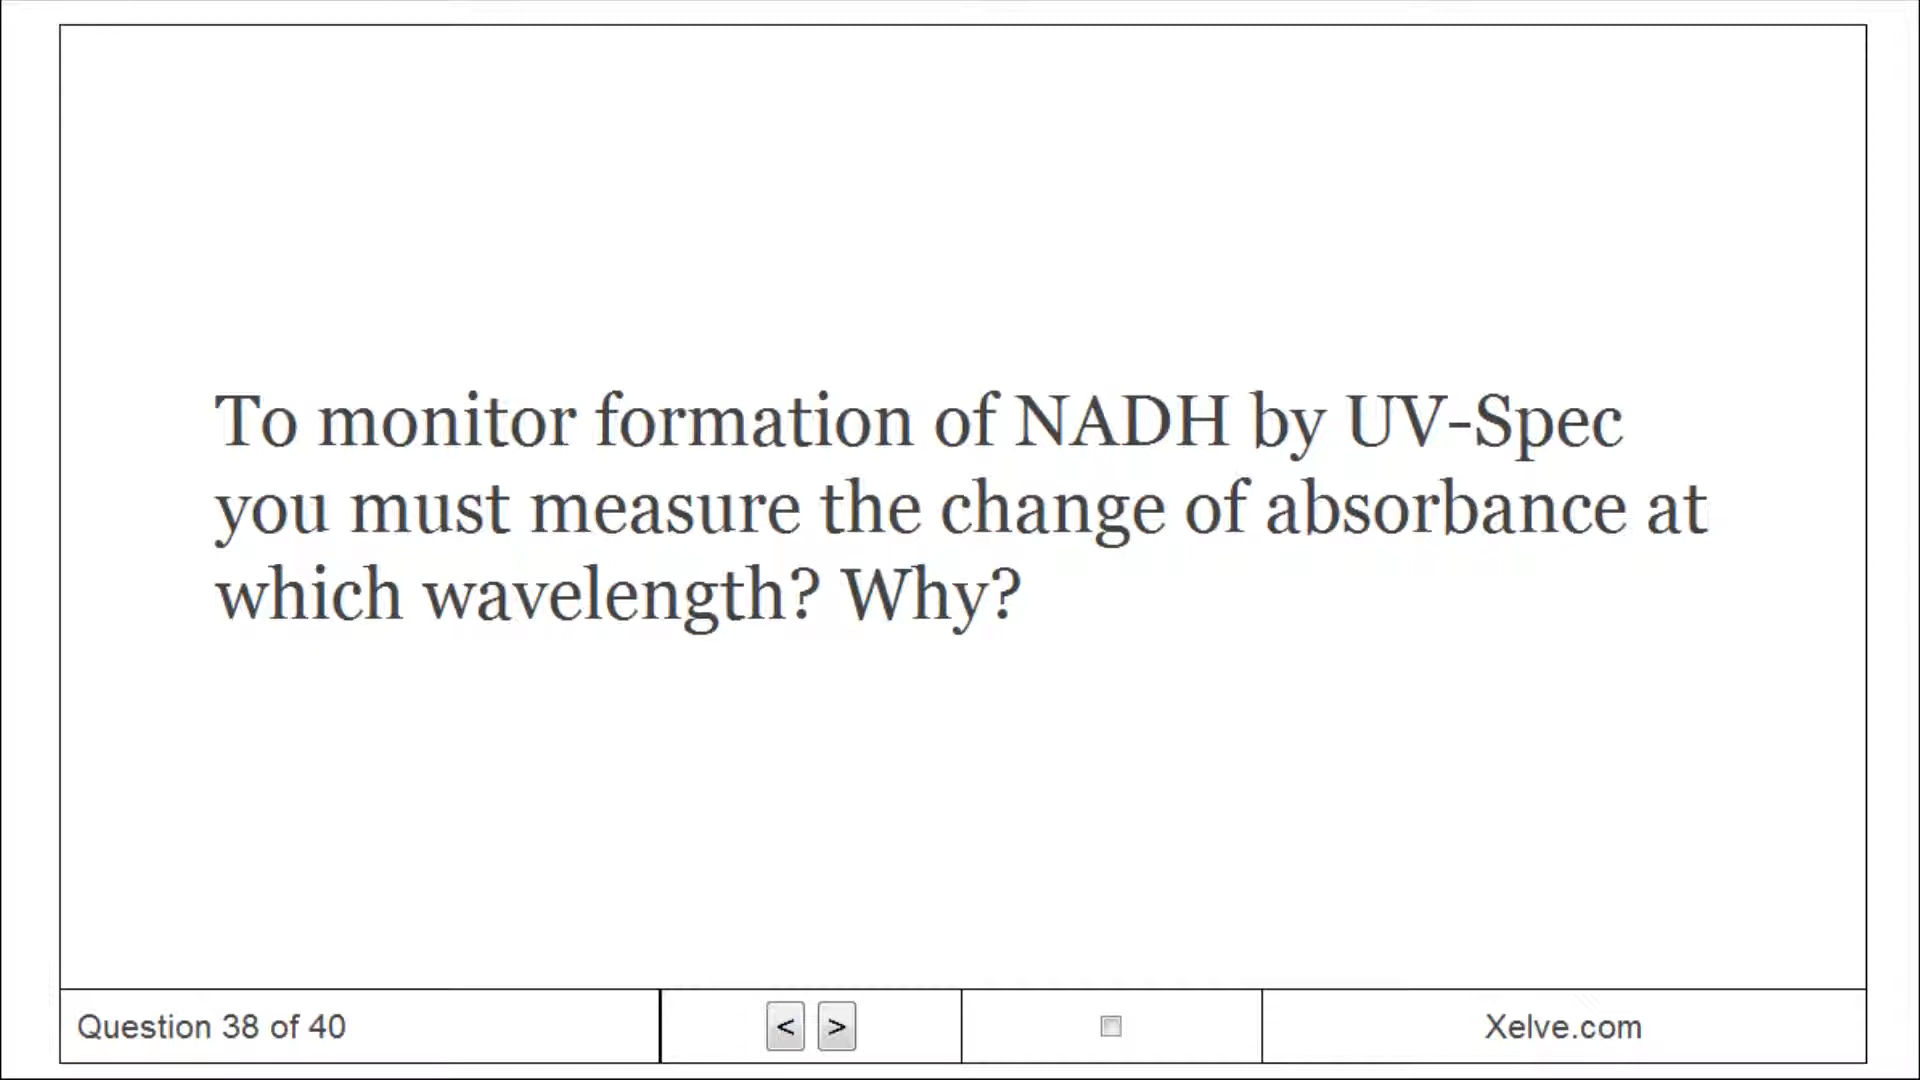 To monitor formation of NADH by UV-Spec
you must measure the change of absorbance at
which wavelength? Why?
Question 38 of 40
< >
Xelve.com